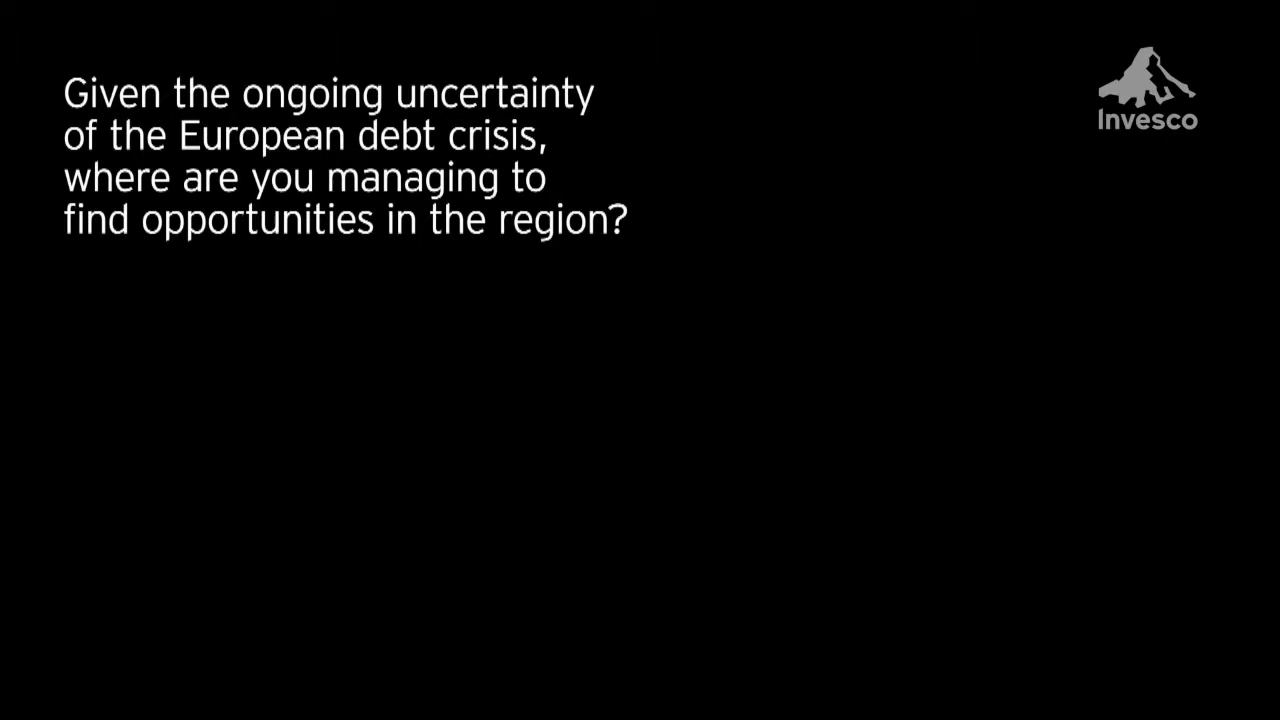 Given the ongoing uncertainty
of the European debt crisis,
where are you managing to
find opportunities in the region?
Invesco